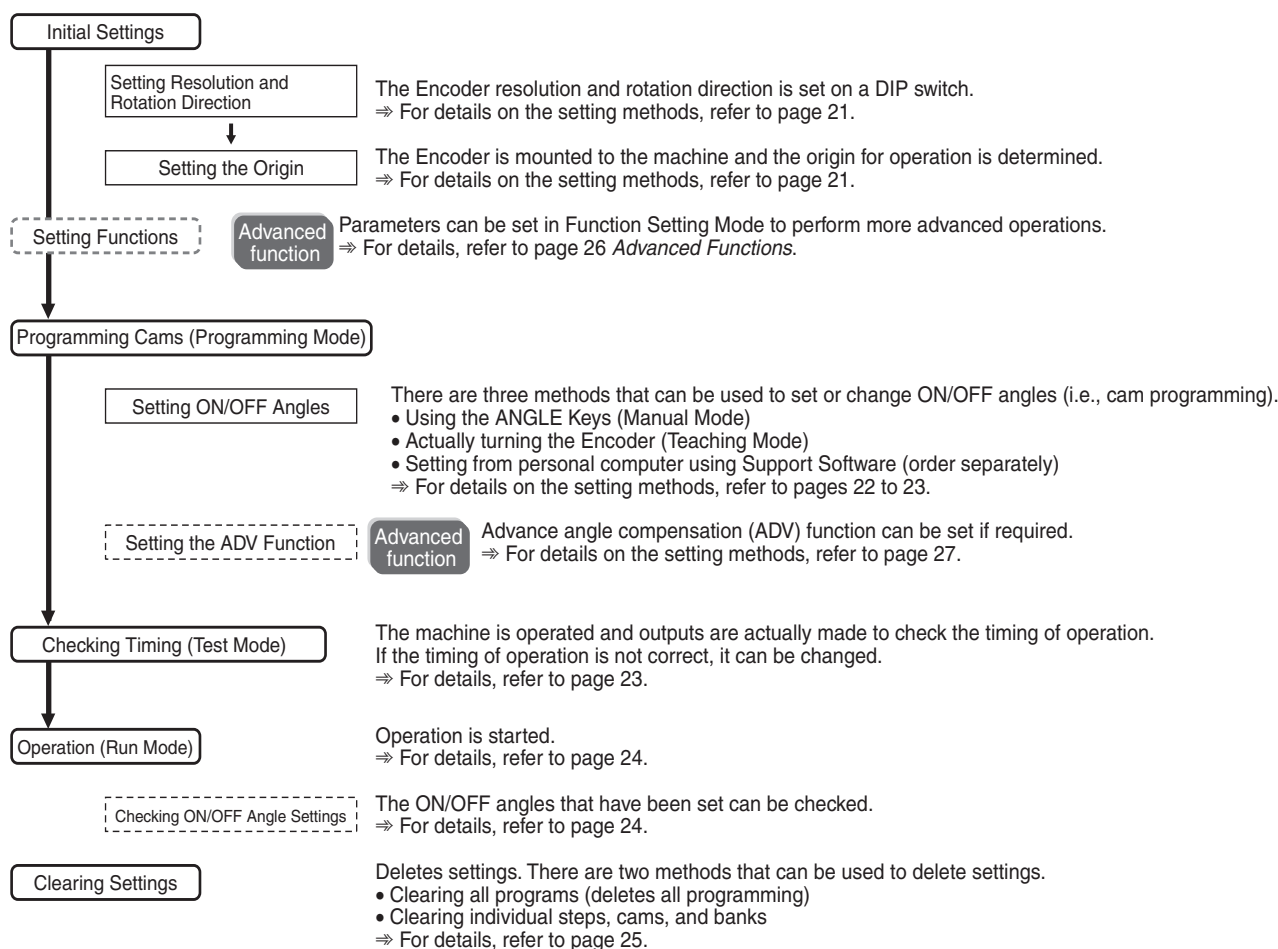 Initial Settings
Setting Resolution and
Rotation Direction
The Encoder resolution and rotation direction is set on a DIP switch.
⇒ For details on the setting methods, refer to page 21.
Setting the Origin
The Encoder is mounted to the machine and the origin for operation is determined.
⇒ For details on the setting methods, refer to page 21.
Setting Functions
Advanced
function
Parameters can be set in Function Setting Mode to perform more advanced operations.
⇒ For details, refer to page 26 Advanced Functions.
Programming Cams (Programming Mode)
Setting ON/OFF Angles
There are three methods that can be used to set or change ON/OFF angles (i.e., cam programming).
• Using the ANGLE Keys (Manual Mode)
• Actually turning the Encoder (Teaching Mode)
• Setting from personal computer using Support Software (order separately)
⇒ For details on the setting methods, refer to pages 22 to 23.
Setting the ADV Function
Advanced
function
Advance angle compensation (ADV) function can be set if required.
⇒ For details on the setting methods, refer to page 27.
Checking Timing (Test Mode)
The machine is operated and outputs are actually made to check the timing of operation.
If the timing of operation is not correct, it can be changed.
⇒ For details, refer to page 23.
Operation (Run Mode)
Operation is started.
⇒ For details, refer to page 24.
Checking ON/OFF Angle Settings
The ON/OFF angles that have been set can be checked.
⇒ For details, refer to page 24.
Clearing Settings
Deletes settings. There are two methods that can be used to delete settings.
• Clearing all programs (deletes all programming)
• Clearing individual steps, cams, and banks
⇒ For details, refer to page 25.